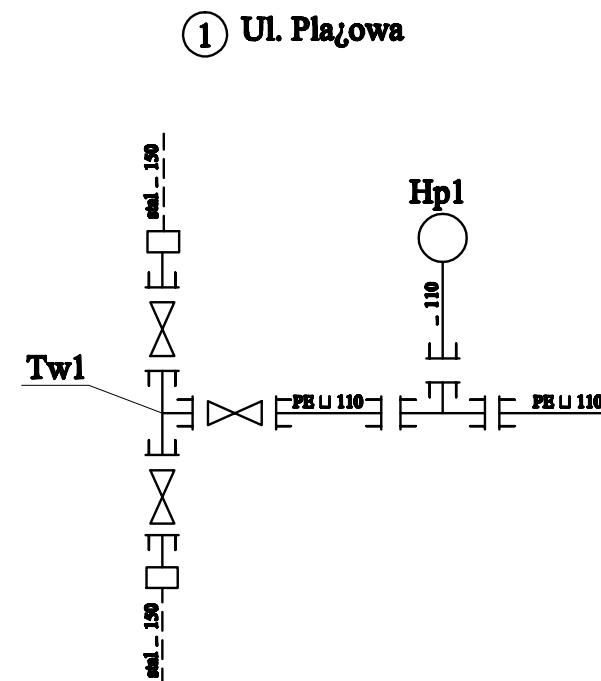 1 Ul. Pla¿owa
stal _ 150
Hp1
_ 110
Tw1
PE ⊔ 110
PE ⊔ 110
stal _ 150